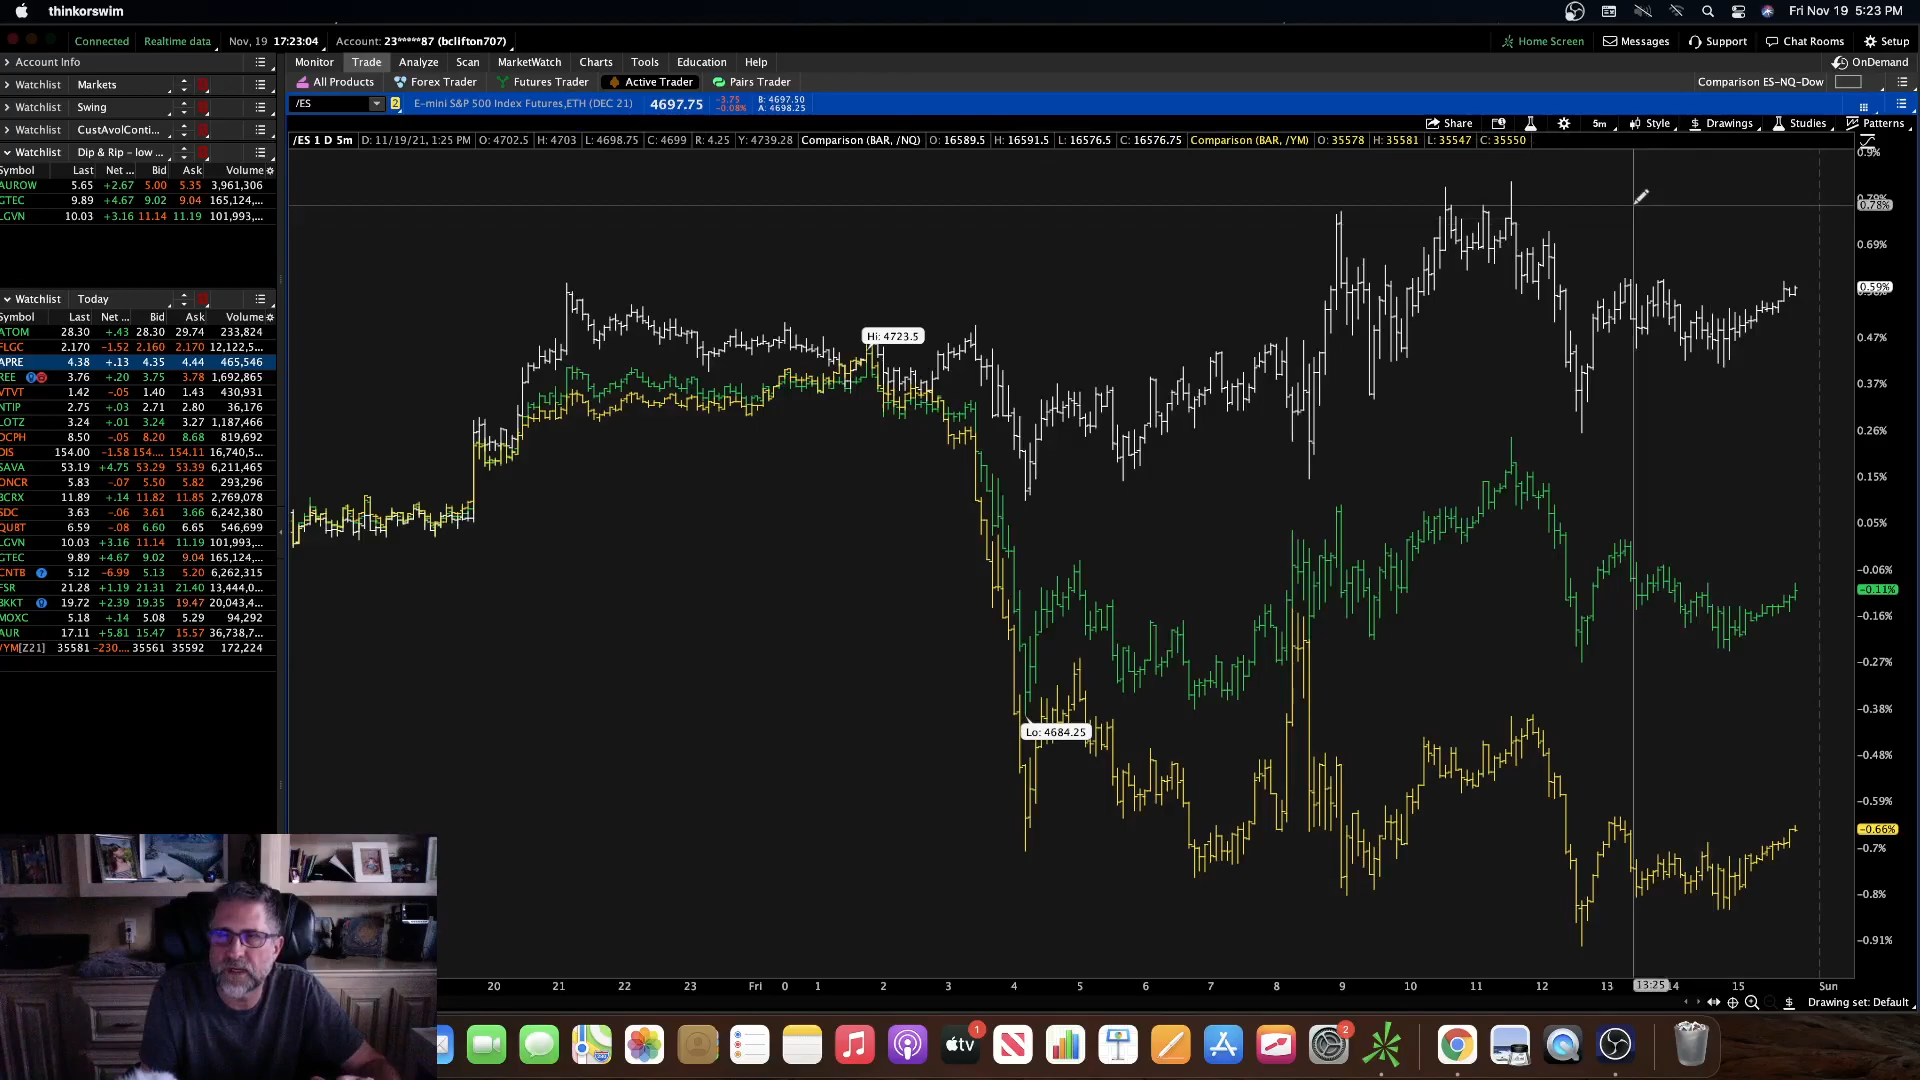 thinkorswim
Fri Nov 19 5:23 PM
Connected Realtime data Nov, 19 17:23:04 Account: 23*****87 (bclifton707)
Home Screen Messages Support Chat Rooms Setup
Account Info
Monitor Trade Analyze Scan MarketWatch Charts Tools Education Help
OnDemand
Watchlist Markets
All Products Forex Trader Futures Trader Active Trader Pairs Trader
Comparison ES-NQ-Dow
Watchlist Swing
/ES 2 E-mini S&P 500 Index Futures,ETH (DEC 21) 4697.75 -3.75 -0.08% B: 4697.50 A: 4698.25
Watchlist CustAvolConti...
Share 5m Style Drawings Studies Patterns
/ES 1 D 5m D: 11/19/21, 1:25 PM O: 4702.5 H: 4703 L: 4698.75 C: 4699 R: 4.25 Y: 4739.28 Comparison (BAR, /NQ) O: 16589.5 H: 16591.5 L: 16576.5 C: 16576.75 Comparison (BAR, /YM) O: 35578 H: 35581 L: 35547 C: 35550
Watchlist Dip & Rip - low ...
Symbol Last Net ... Bid Ask Volume
AUROW 5.65 +2.67 5.00 5.35 3,961,306
GTEC 9.89 +4.67 9.02 9.04 165,124,...
LGVN 10.03 +3.16 11.14 11.19 101,993,...
Watchlist Today
Symbol Last Net ... Bid Ask Volume
ATOM 28.30 +.43 28.30 29.74 233,824
FLGC 2.170 -1.52 2.160 2.170 12,122,5...
APRE 4.38 +.13 4.35 4.44 465,546
REE 3.76 +.20 3.75 3.78 1,692,865
VTVT 1.42 -.05 1.40 1.43 430,931
NTIP 2.75 +.03 2.71 2.80 36,176
LOTZ 3.24 +.01 3.24 3.27 1,187,466
DCPH 8.50 -.05 8.20 8.68 819,692
DIS 154.00 -1.58 154.... 154.11 16,740,5...
SAVA 53.19 +4.75 53.29 53.39 6,211,465
ONCR 5.83 -.07 5.50 5.82 293,296
BCRX 11.89 +.14 11.82 11.85 2,769,078
SDC 3.63 -.06 3.61 3.66 6,242,380
QUBT 6.59 -.08 6.60 6.65 546,699
LGVN 10.03 +3.16 11.14 11.19 101,993,...
GTEC 9.89 +4.67 9.02 9.04 165,124,...
CNTB 5.12 -6.99 5.13 5.20 6,262,315
FSR 21.28 +1.19 21.31 21.40 13,444,0...
BKKT 19.72 +2.39 19.35 19.47 20,043,4...
MOXC 5.18 +.14 5.08 5.29 94,292
AUR 17.11 +5.81 15.47 15.57 36,738,7...
/YM[Z21] 35581 -230.... 35561 35592 172,224
Hi: 4723.5
Lo: 4684.25
0.9%
0.78%
0.69%
0.59%
0.47%
0.37%
0.26%
0.15%
0.05%
-0.06%
-0.11%
-0.16%
-0.27%
-0.38%
-0.48%
-0.59%
-0.66%
-0.7%
-0.8%
-0.91%
20 21 22 23 Fri 0 1 2 3 4 5 6 7 8 9 10 11 12 13 13:25 14 15 Sun
Drawing set: Default
tv 1
2